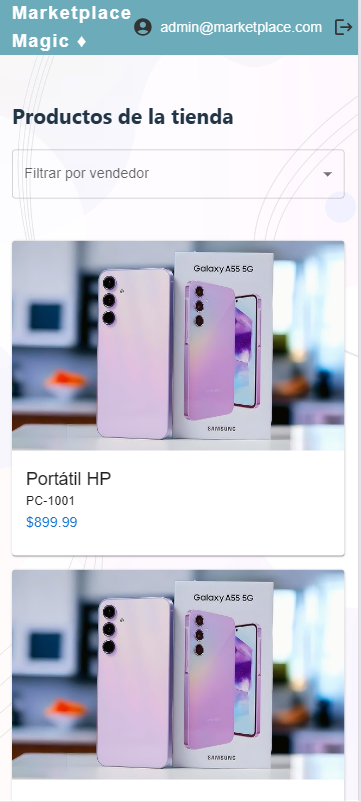 Marketplace
Magic ♦
admin@marketplace.com
Productos de la tienda
Filtrar por vendedor
Galaxy A55 5G
SAMSUNG
Portátil HP
PC-1001
$899.99
Galaxy A55 5G
SAMSUNG